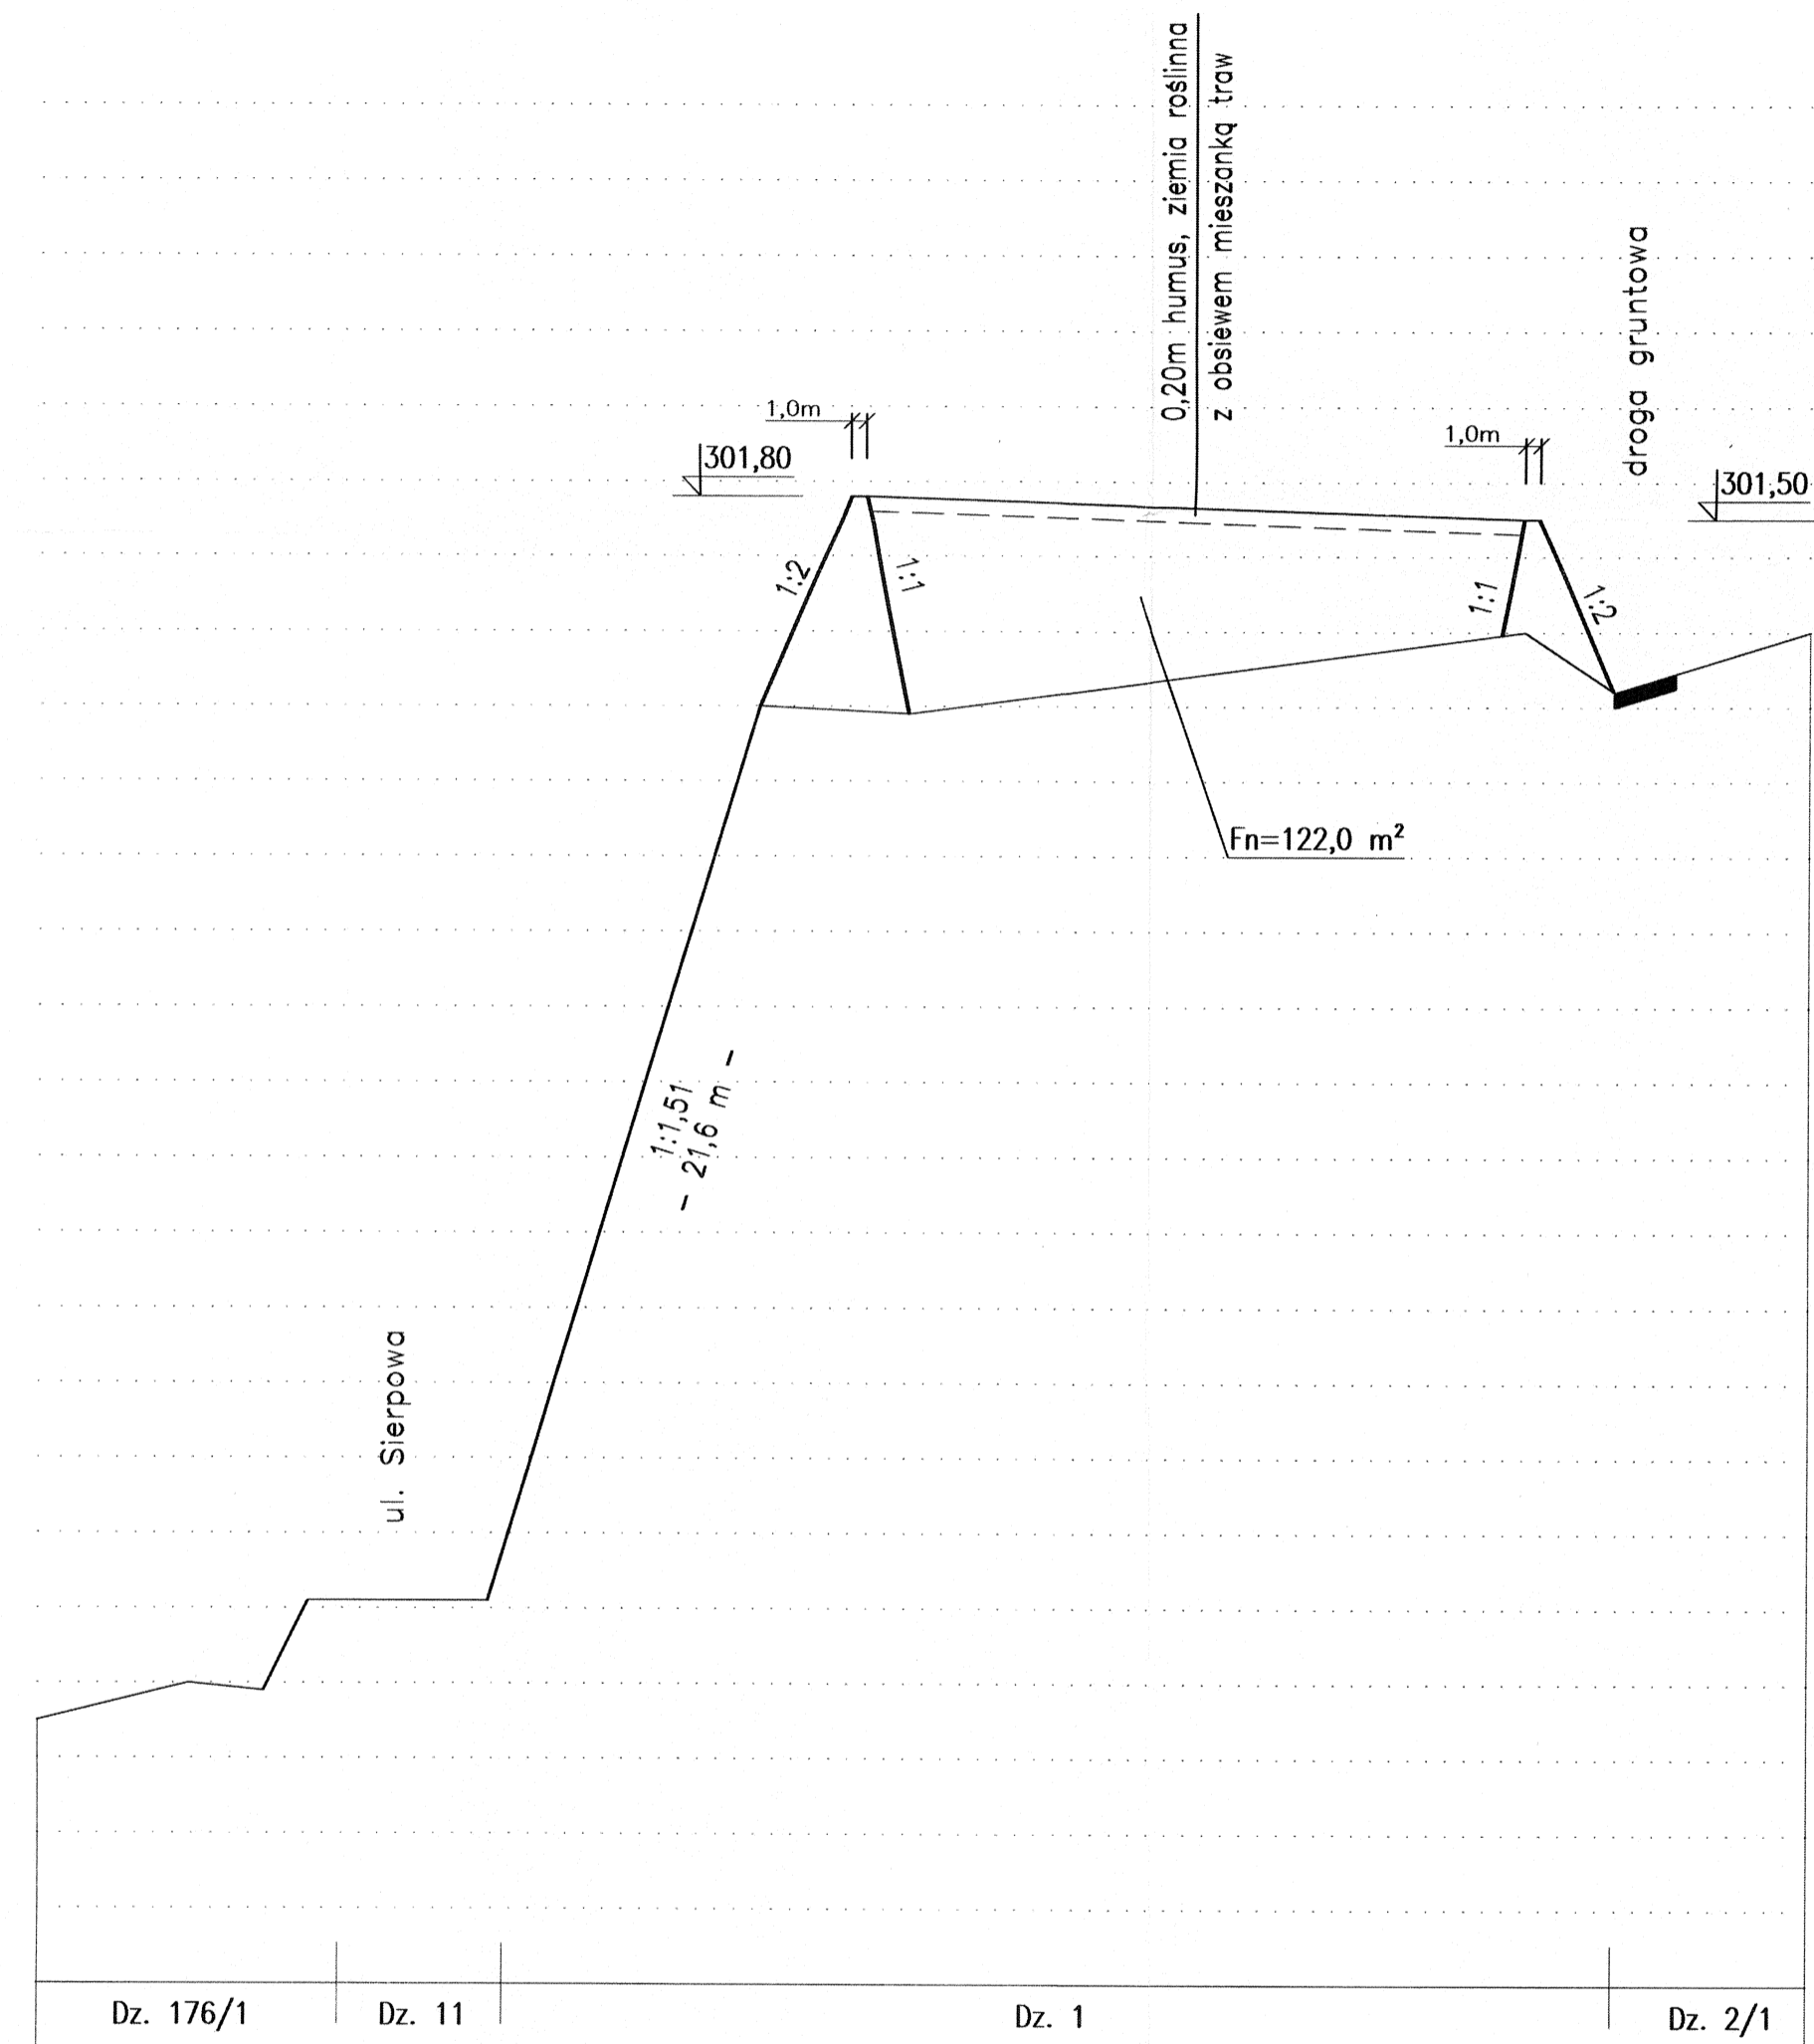 0,20m humus, ziemia roślinna
z obsiewem mieszanką traw
droga gruntowa
1,0m
1,0m
301,80
301,50
1:2
1:1
1:1
1:2
Fn=122,0 m²
1:1,51
- 21,6 m -
ul. Sierpowa
Dz. 176/1
Dz. 11
Dz. 1
Dz. 2/1